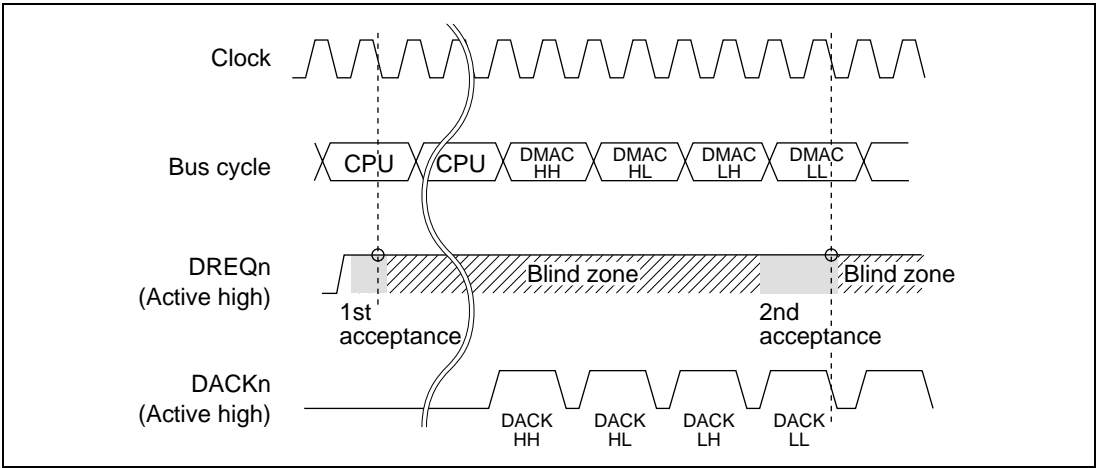 Clock
Bus cycle
CPU
CPU
DMAC
HH
DMAC
HL
DMAC
LH
DMAC
LL
DREQn
(Active high)
Blind zone
Blind zone
1st
acceptance
2nd
acceptance
DACKn
(Active high)
DACK
HH
DACK
HL
DACK
LH
DACK
LL